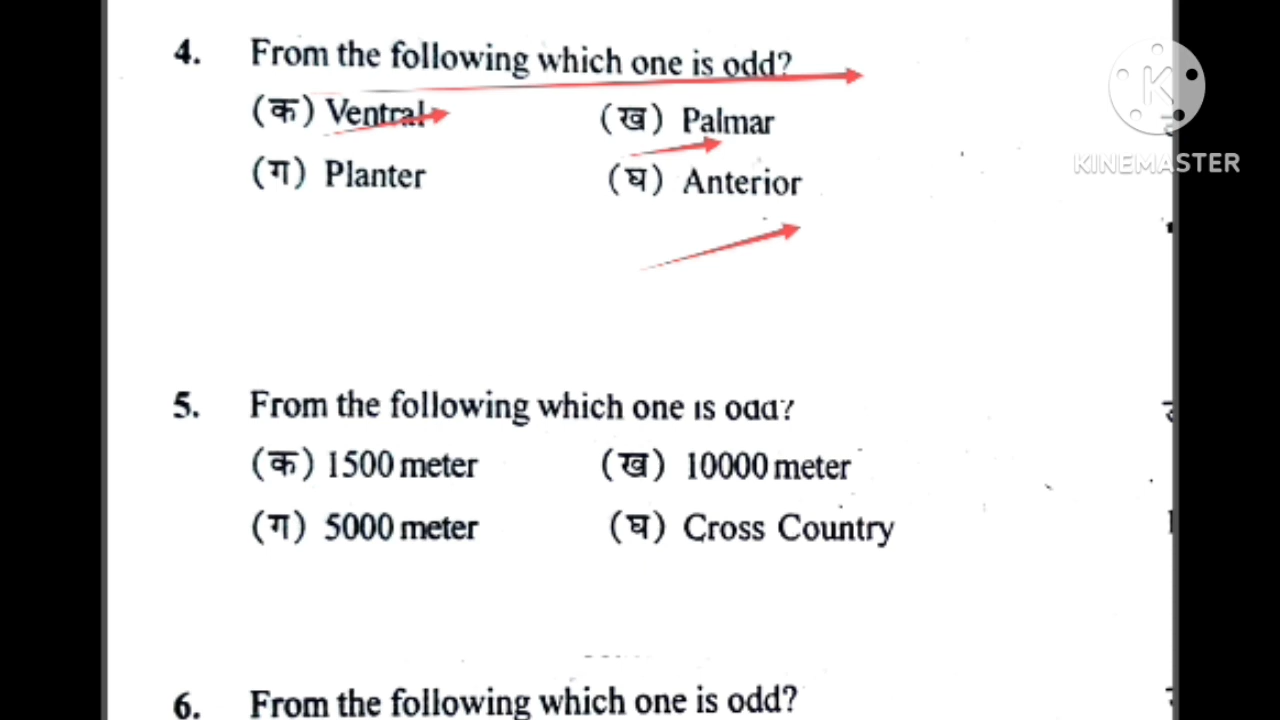 4. From the following which one is odd?
(क) Ventral (ख) Palmar
(ग) Planter (घ) Anterior
KINEMASTER
5. From the following which one is odd?
(क) 1500 meter (ख) 10000 meter
(ग) 5000 meter (घ) Cross Country
6. From the following which one is odd?